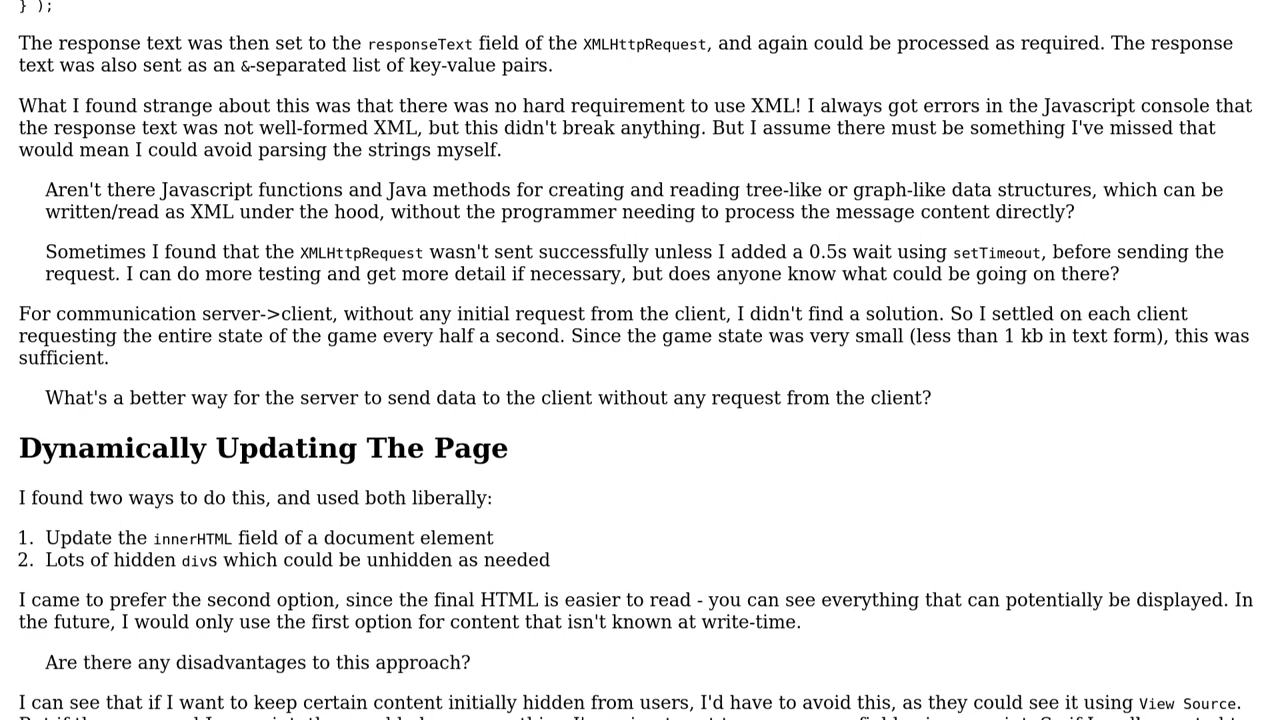 } );
The response text was then set to the responseText field of the XMLHttpRequest, and again could be processed as required. The response
text was also sent as an &-separated list of key-value pairs.
What I found strange about this was that there was no hard requirement to use XML! I always got errors in the Javascript console that
the response text was not well-formed XML, but this didn't break anything. But I assume there must be something I've missed that
would mean I could avoid parsing the strings myself.
Aren't there Javascript functions and Java methods for creating and reading tree-like or graph-like data structures, which can be
written/read as XML under the hood, without the programmer needing to process the message content directly?
Sometimes I found that the XMLHttpRequest wasn't sent successfully unless I added a 0.5s wait using setTimeout, before sending the
request. I can do more testing and get more detail if necessary, but does anyone know what could be going on there?
For communication server->client, without any initial request from the client, I didn't find a solution. So I settled on each client
requesting the entire state of the game every half a second. Since the game state was very small (less than 1 kb in text form), this was
sufficient.
What's a better way for the server to send data to the client without any request from the client?
Dynamically Updating The Page
I found two ways to do this, and used both liberally:
1. Update the innerHTML field of a document element
2. Lots of hidden divs which could be unhidden as needed
I came to prefer the second option, since the final HTML is easier to read - you can see everything that can potentially be displayed. In
the future, I would only use the first option for content that isn't known at write-time.
Are there any disadvantages to this approach?
I can see that if I want to keep certain content initially hidden from users, I'd have to avoid this, as they could see it using View Source.